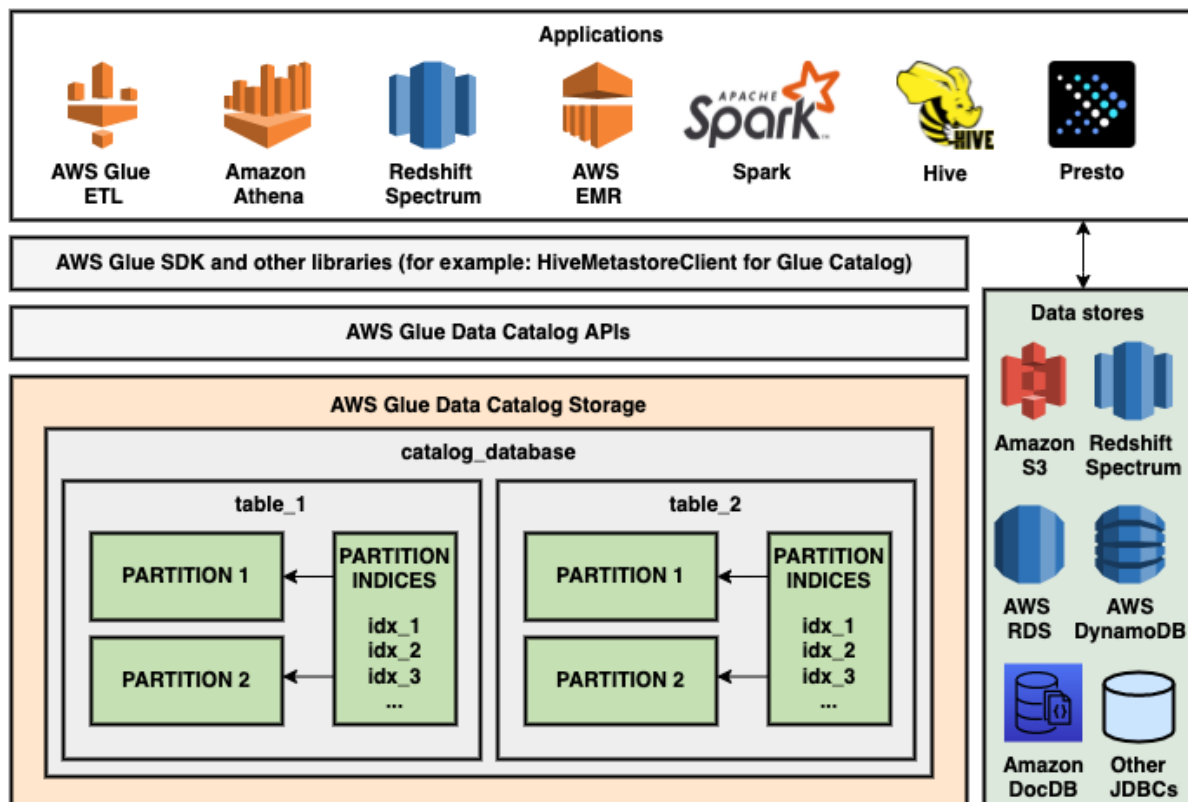 Applications
AWS Glue
ETL
Amazon
Athena
Redshift
Spectrum
AWS
EMR
APACHE
Spark
TM
Spark
HIVE
Hive
Presto
AWS Glue SDK and other libraries (for example: HiveMetastoreClient for Glue Catalog)
AWS Glue Data Catalog APIs
AWS Glue Data Catalog Storage
catalog_database
table_1
PARTITION 1
PARTITION 2
PARTITION
INDICES
idx_1
idx_2
idx_3
...
table_2
PARTITION 1
PARTITION 2
PARTITION
INDICES
idx_1
idx_2
idx_3
...
Data stores
Amazon
S3
Redshift
Spectrum
AWS
RDS
AWS
DynamoDB
{}
Amazon
DocDB
Other
JDBCs